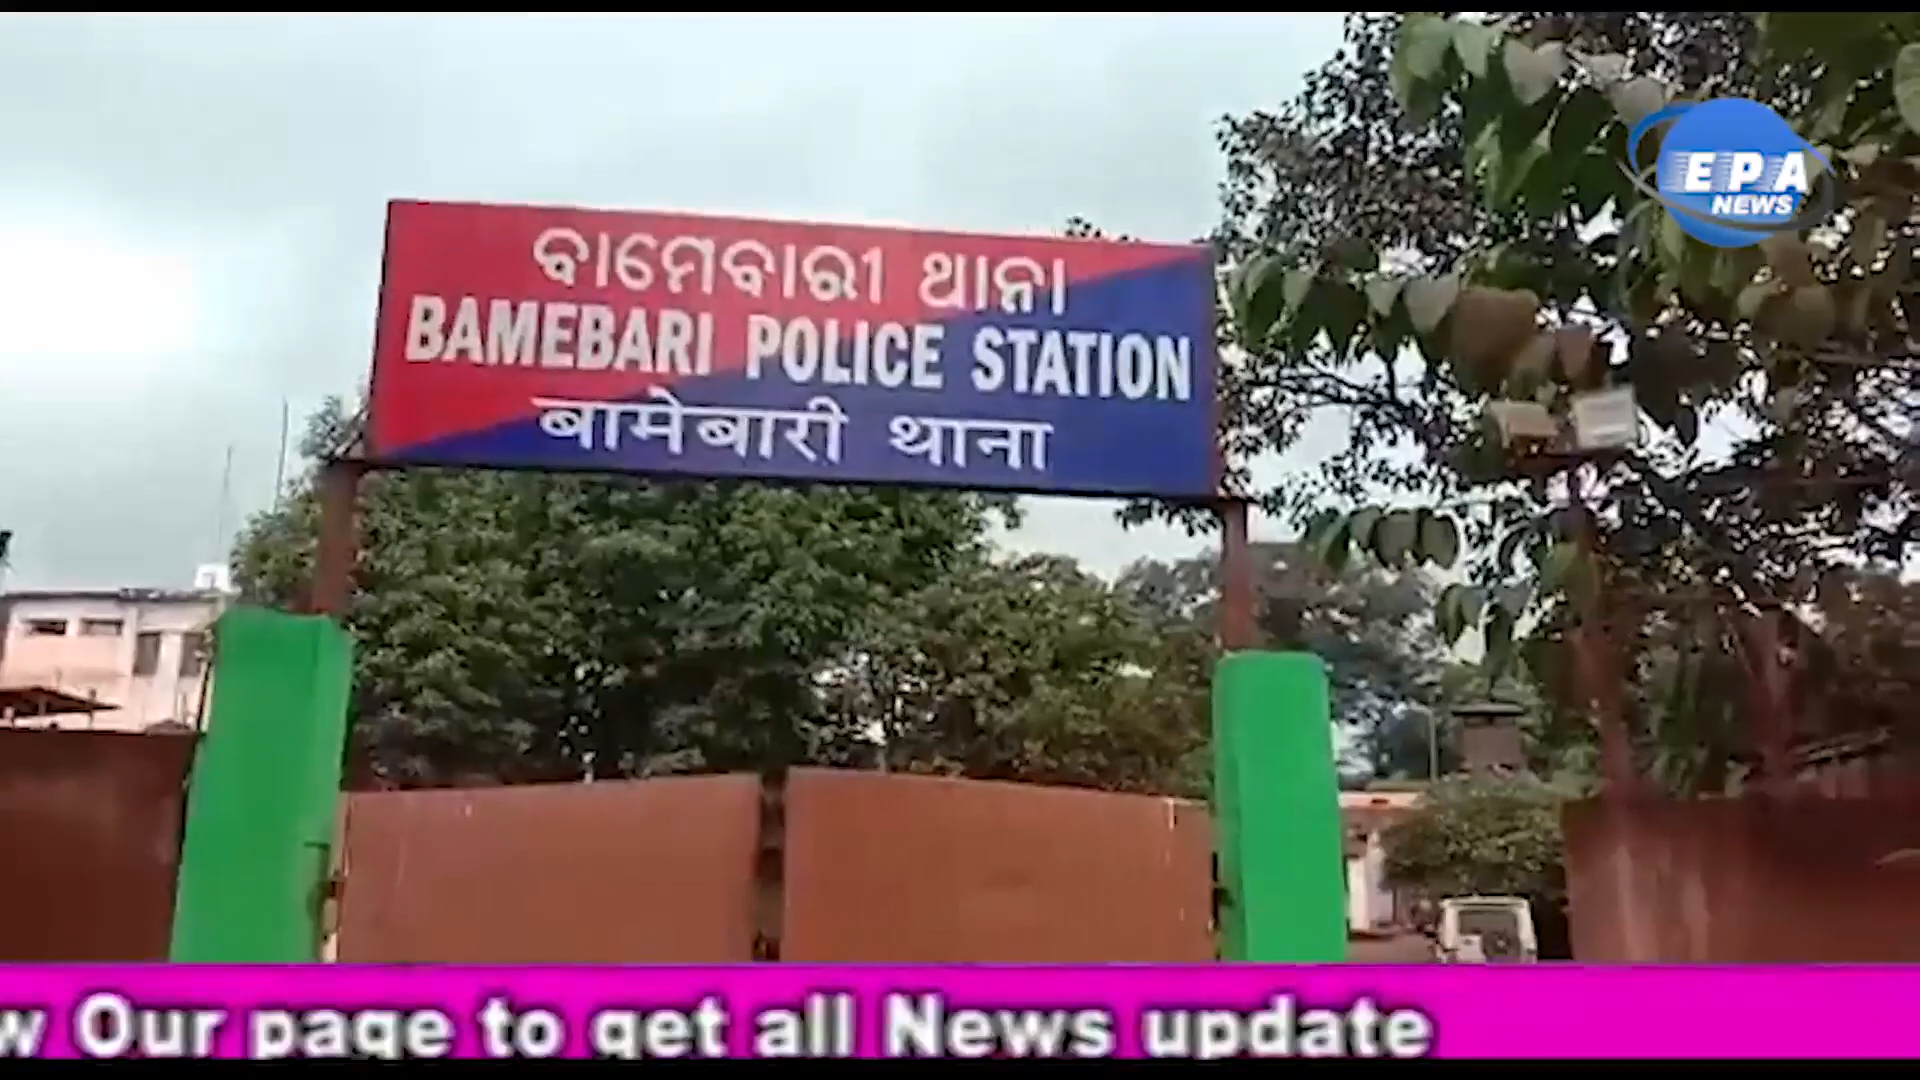 EPA
NEWS
ବାମେବାରୀ ଥାନା
BAMEBARI POLICE STATION
बामेबारी थाना
w Our page to get all News update